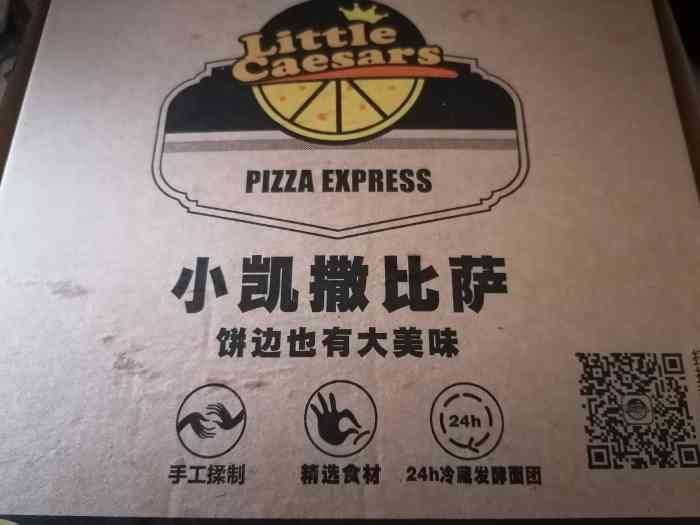 Little
Caesars
PIZZA EXPRESS
小凯撒比萨
饼边也有大美味
24h
手工揉制
精选食材
24h冷藏发酵面团